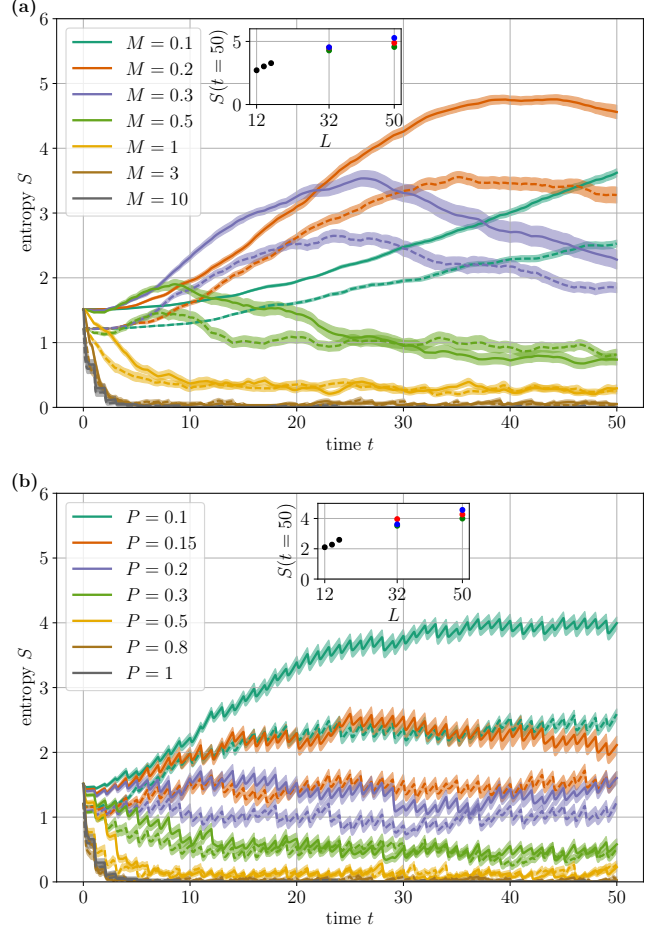 (a)
6
5
4
3
2
1
0
entropy S
M = 0.1
M = 0.2
M = 0.3
M = 0.5
M = 1
M = 3
M = 10
S(t = 50)
5
0
12 32 50
L
0 10 20 30 40 50
time t
(b)
6
5
4
3
2
1
0
entropy S
P = 0.1
P = 0.15
P = 0.2
P = 0.3
P = 0.5
P = 0.8
P = 1
S(t = 50)
4
2
0
12 32 50
L
0 10 20 30 40 50
time t